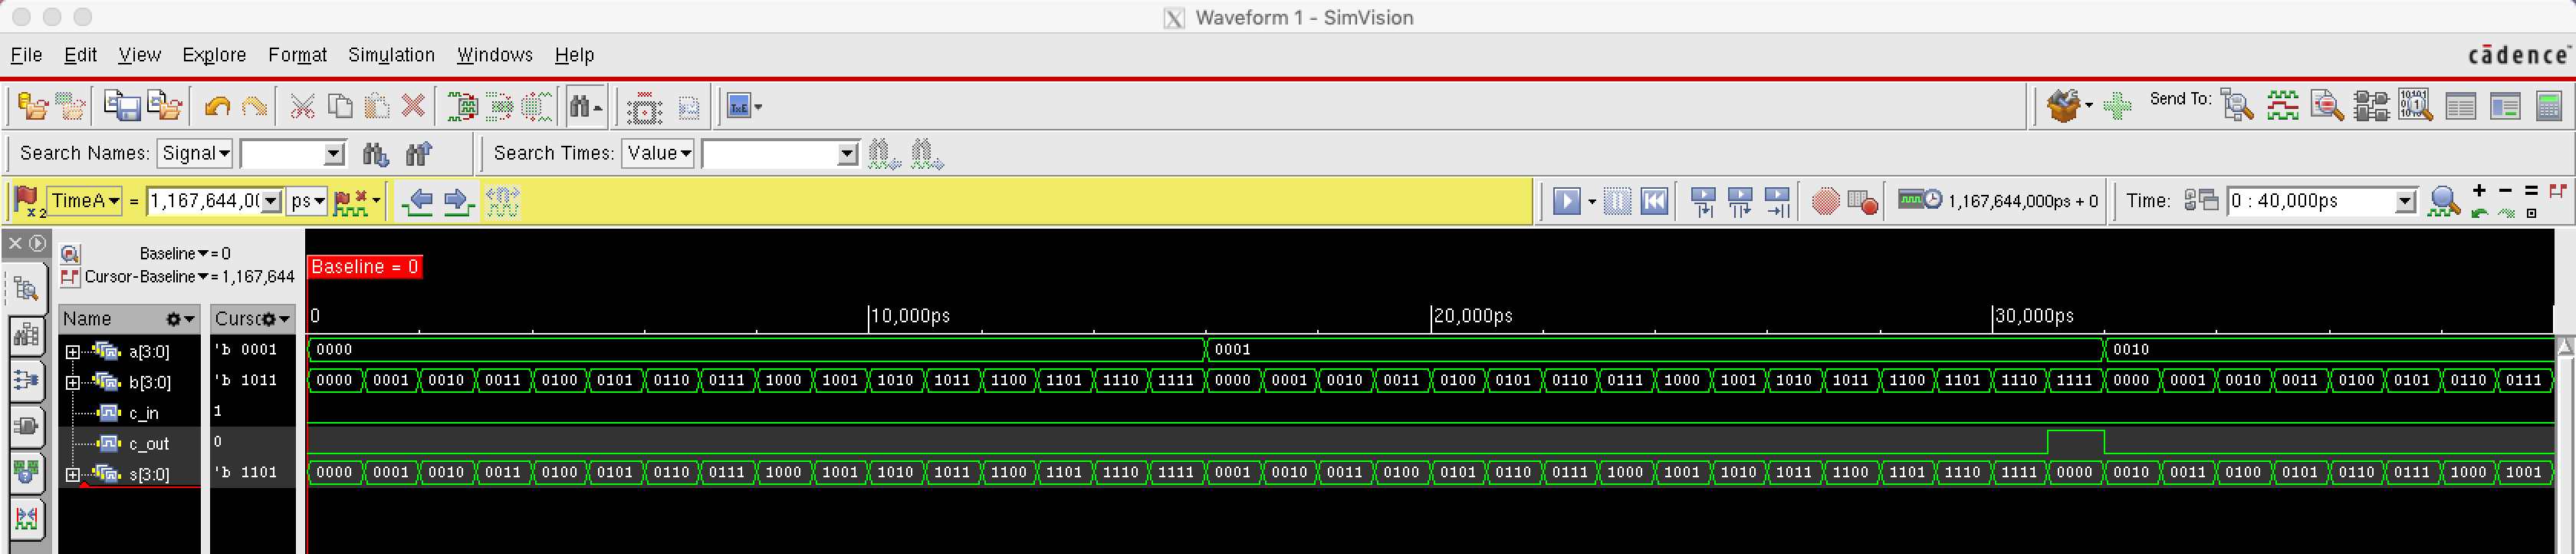 Waveform 1 - SimVision
File Edit View Explore Format Simulation Windows Help
cādence™
TxE
Send To:
Search Names: Signal Search Times: Value
TimeA = 1,167,644,0 ps 1,167,644,000ps + 0 Time: 0 : 40,000ps
x2
Baseline = 0
Cursor-Baseline = 1,167,644
Baseline = 0
Name Curso 0 10,000ps 20,000ps 30,000ps
a[3:0] 'b 0001 0000 0001 0010
b[3:0] 'b 1011 0000 0001 0010 0011 0100 0101 0110 0111 1000 1001 1010 1011 1100 1101 1110 1111 0000 0001 0010 0011 0100 0101 0110 0111 1000 1001 1010 1011 1100 1101 1110 1111 0000 0001 0010 0011 0100 0101 0110 0111
c_in 1
c_out 0
s[3:0] 'b 1101 0000 0001 0010 0011 0100 0101 0110 0111 1000 1001 1010 1011 1100 1101 1110 1111 0001 0010 0011 0100 0101 0110 0111 1000 1001 1010 1011 1100 1101 1110 1111 0000 0010 0011 0100 0101 0110 0111 1000 1001